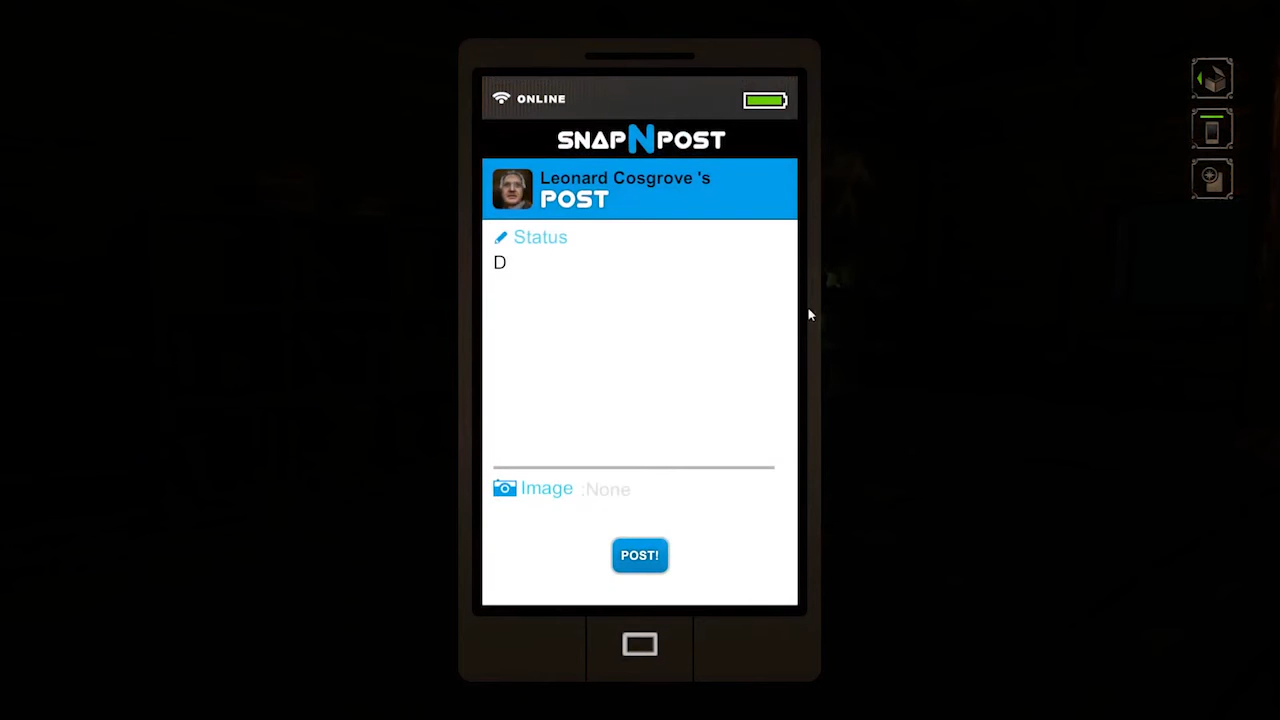 ONLINE
SNAPNPOST
Leonard Cosgrove 's
POST
Status
D
Image :None
POST!